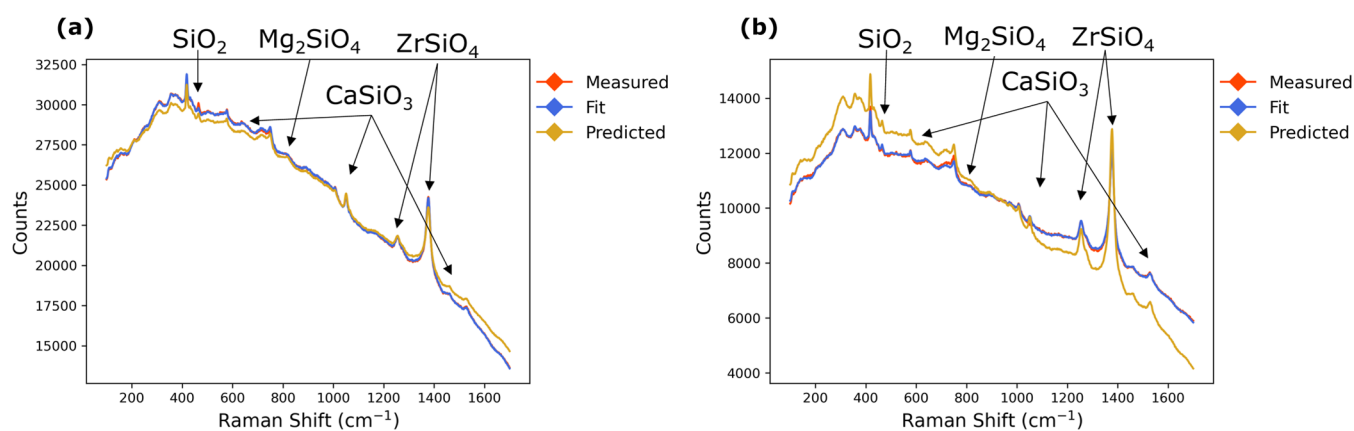 (a)
SiO₂
Mg₂SiO₄
ZrSiO₄
CaSiO₃
32500
30000
27500
25000
22500
20000
17500
15000
Counts
200 400 600 800 1000 1200 1400 1600
Raman Shift (cm⁻¹)
Measured
Fit
Predicted
(b)
SiO₂
Mg₂SiO₄
ZrSiO₄
CaSiO₃
14000
12000
10000
8000
6000
4000
Counts
200 400 600 800 1000 1200 1400 1600
Raman Shift (cm⁻¹)
Measured
Fit
Predicted